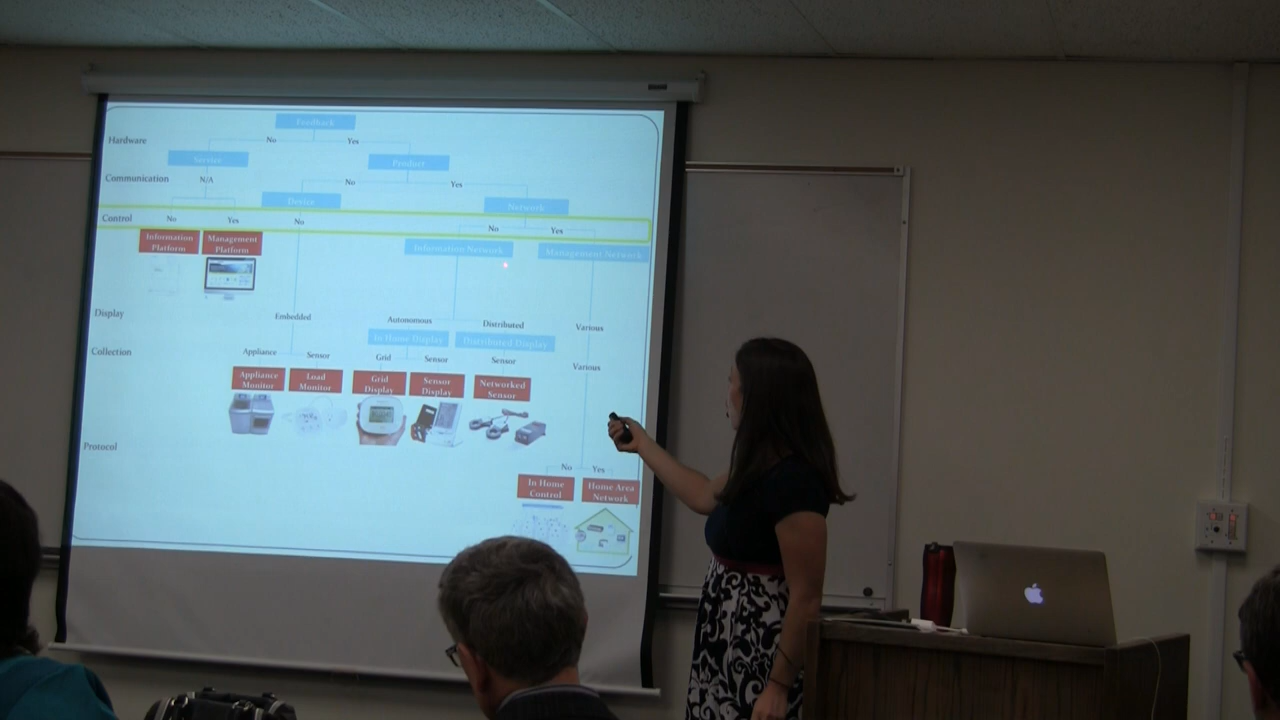 Feedback
Hardware
No Yes
Service Product
Communication N/A
No Yes
Device Network
Control No Yes No
No Yes
Information Platform
Management Platform
Information Network Management Network
Display Embedded Autonomous Distributed Various
In Home Display Distributed Display
Collection Appliance Sensor Grid Sensor Sensor Various
Appliance Monitor
Load Monitor
Grid Display
Sensor Display
Networked Sensor
Protocol
No Yes
In Home Control
Home Area Network